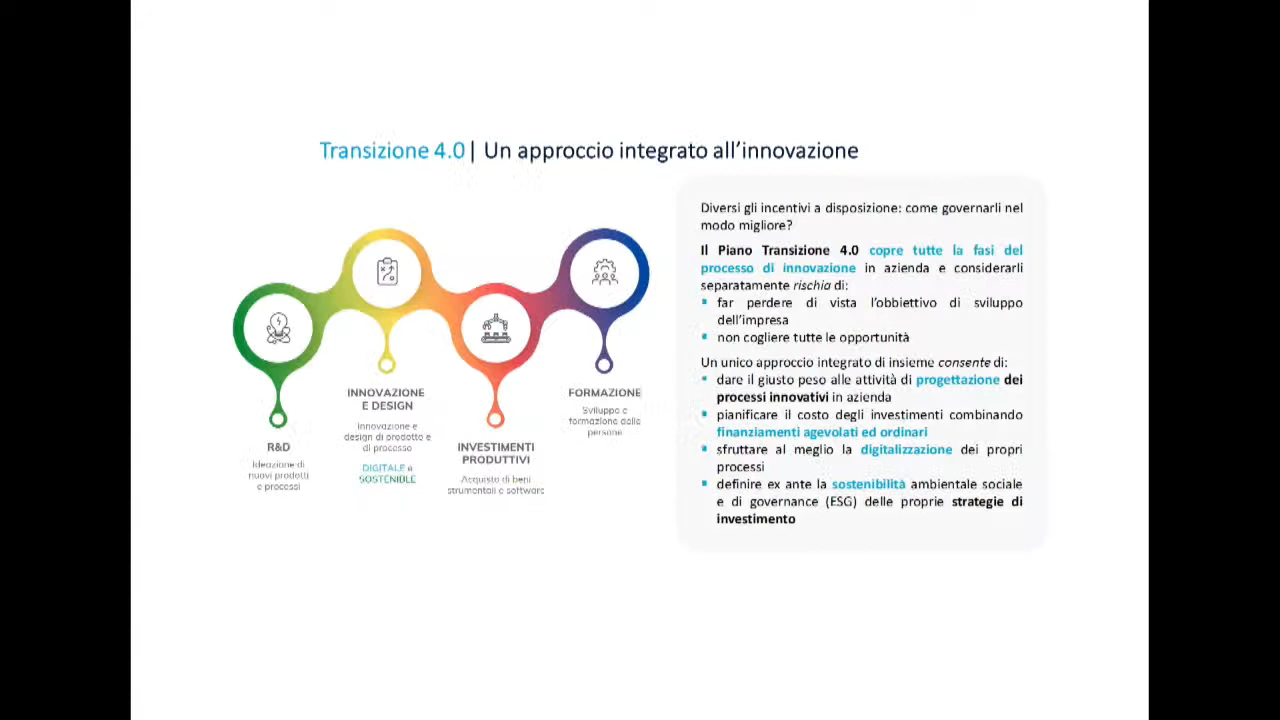 Transizione 4.0 | Un approccio integrato all’innovazione
R&D
Ideazione di
nuovi prodotti
e processi
INNOVAZIONE
E DESIGN
Innovazione e
design di prodotto e
di processo
DIGITALE e
SOSTENIBILE
INVESTIMENTI
PRODUTTIVI
Acquisto di beni
strumentali e software
FORMAZIONE
Sviluppo e
formazione delle
persone
Diversi gli incentivi a disposizione: come governarli nel
modo migliore?
Il Piano Transizione 4.0 copre tutte la fasi del
processo di innovazione in azienda e considerarli
separatamente rischia di:
▪ far perdere di vista l’obbiettivo di sviluppo
dell’impresa
▪ non cogliere tutte le opportunità
Un unico approccio integrato di insieme consente di:
▪ dare il giusto peso alle attività di progettazione dei
processi innovativi in azienda
▪ pianificare il costo degli investimenti combinando
finanziamenti agevolati ed ordinari
▪ sfruttare al meglio la digitalizzazione dei propri
processi
▪ definire ex ante la sostenibilità ambientale sociale
e di governance (ESG) delle proprie strategie di
investimento